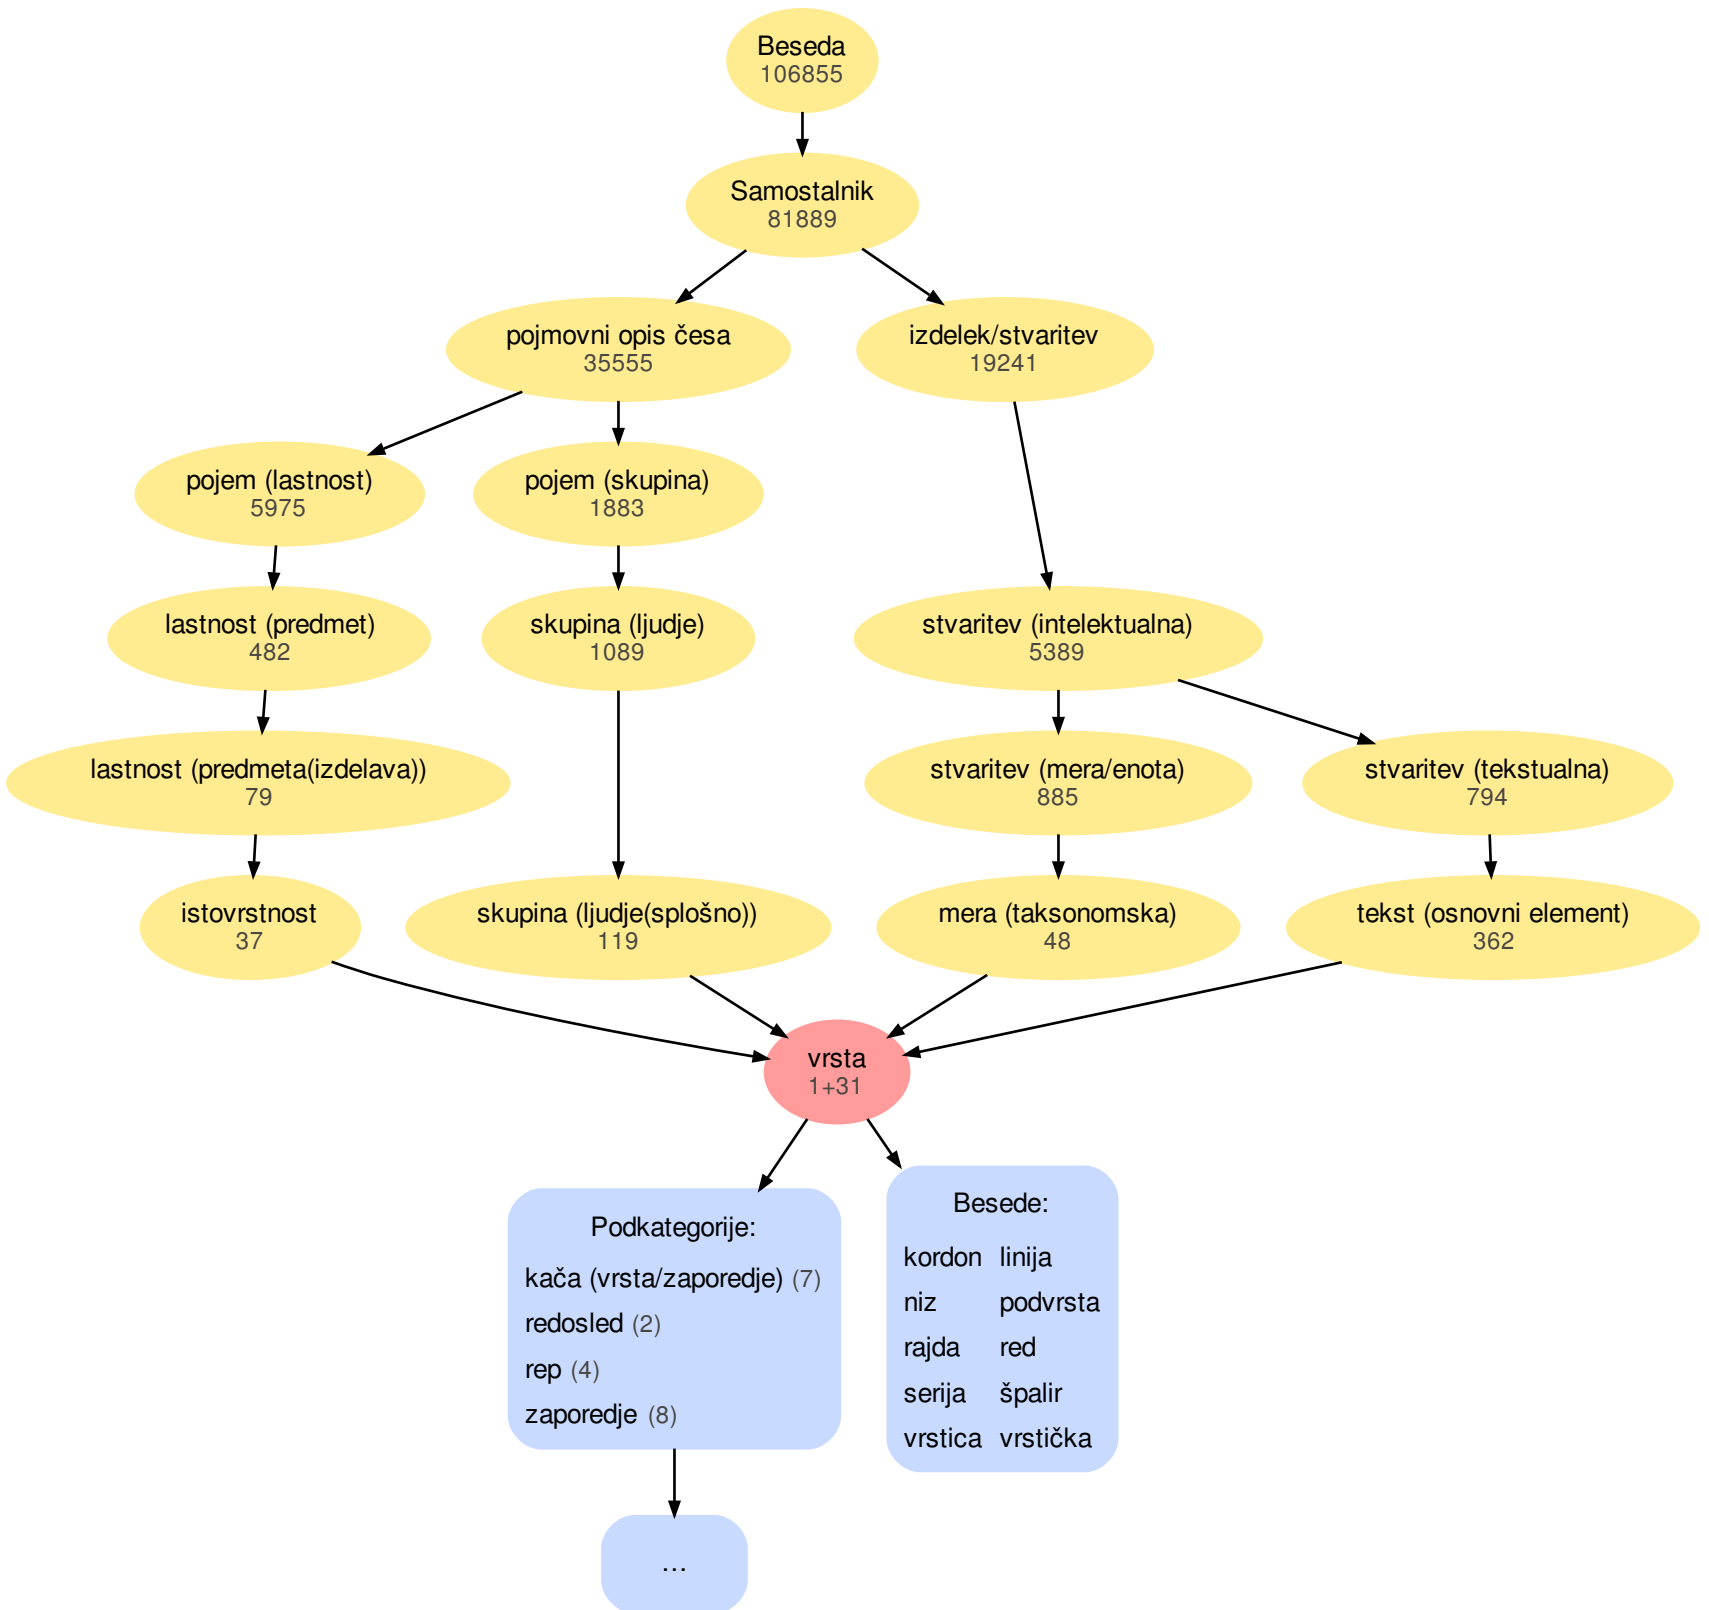 Beseda
106855
Samostalnik
81889
pojmovni opis česa
35555
izdelek/stvaritev
19241
pojem (lastnost)
5975
pojem (skupina)
1883
lastnost (predmet)
482
skupina (ljudje)
1089
stvaritev (intelektualna)
5389
lastnost (predmeta(izdelava))
79
stvaritev (mera/enota)
885
stvaritev (tekstualna)
794
istovrstnost
37
skupina (ljudje(splošno))
119
mera (taksonomska)
48
tekst (osnovni element)
362
vrsta
1+31
Podkategorije:
kača (vrsta/zaporedje) (7)
redosled (2)
rep (4)
zaporedje (8)
Besede:
kordon linija
niz podvrsta
rajda red
serija špalir
vrstica vrstička
...